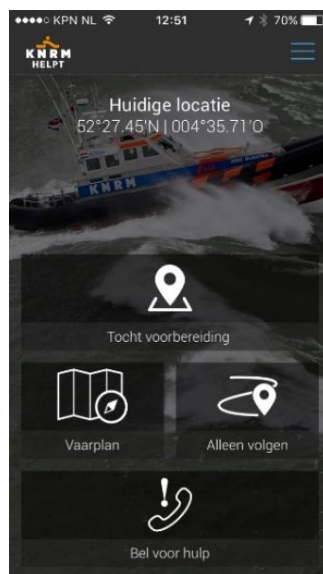 KPN NL 12:51 70%
KNRM
HELPT
Huidige locatie
52°27.45'N | 004°35.71'O
KNRM
Tocht voorbereiding
Vaarplan Alleen volgen
Bel voor hulp